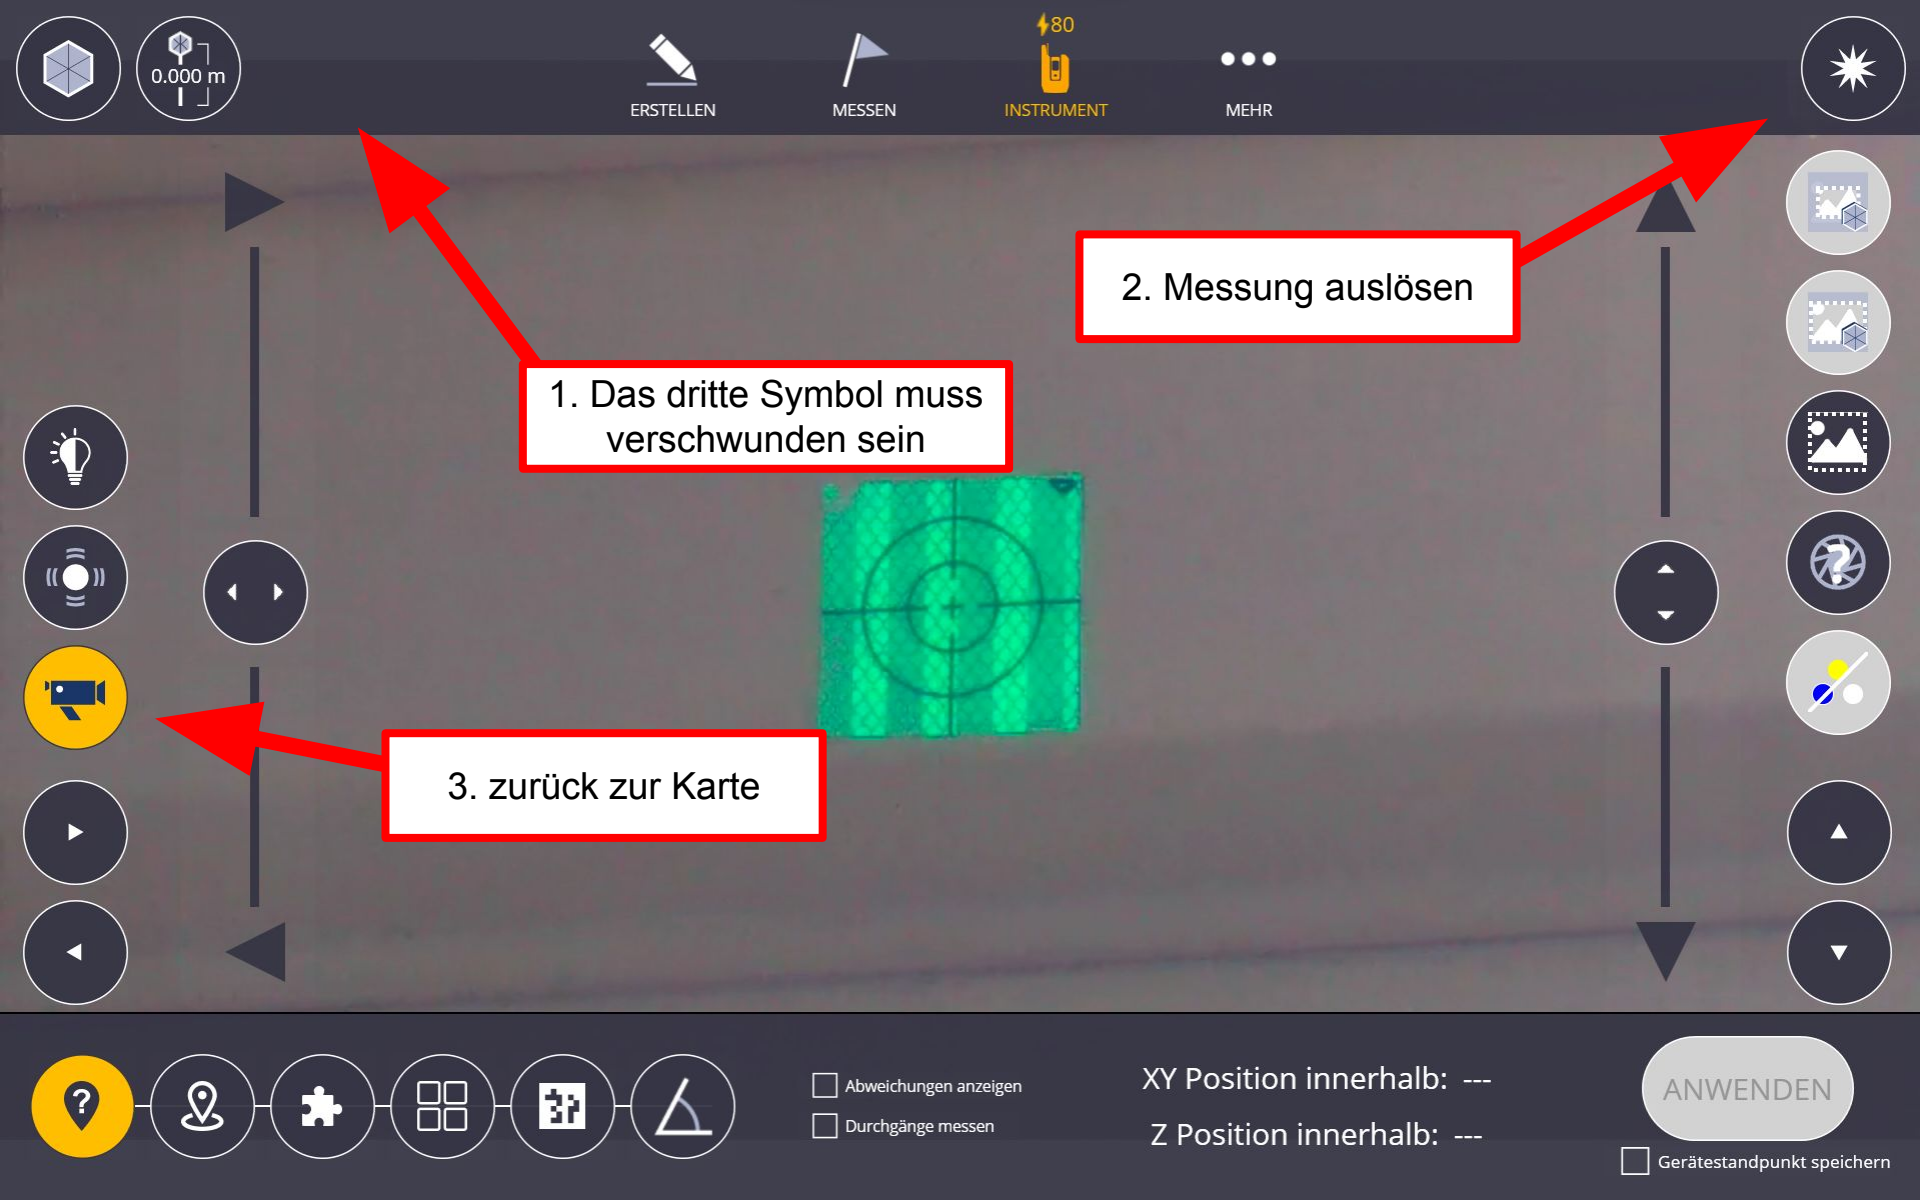 80
0.000 m
ERSTELLEN
MESSEN
INSTRUMENT
MEHR
2. Messung auslösen
1. Das dritte Symbol muss
verschwunden sein
3. zurück zur Karte
Abweichungen anzeigen
Durchgänge messen
XY Position innerhalb: ---
Z Position innerhalb: ---
ANWENDEN
Gerätestandpunkt speichern